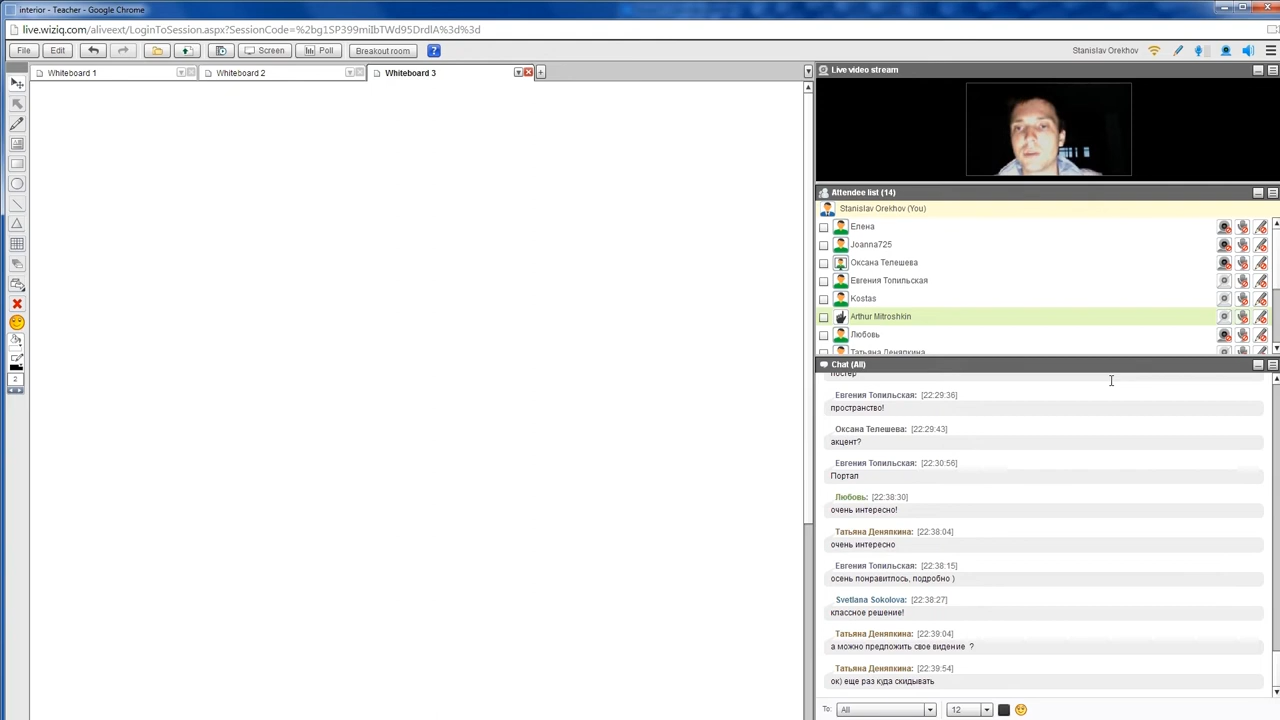 interior - Teacher - Google Chrome
live.wiziq.com/aliveext/LoginToSession.aspx?SessionCode=%2bg1SP399miIbTWd95DrdIA%3d%3d
File Edit Screen Poll Breakout room ? Stanislav Orekhov
Whiteboard 1 Whiteboard 2 Whiteboard 3
Live video stream
Attendee list (14)
Stanislav Orekhov (You)
Елена
Joanna725
Оксана Телешева
Евгения Топильская
Kostas
Arthur Mitroshkin
Любовь
Татьяна Деняпкина
2
Chat (All)
постер
Евгения Топильская: [22:29:36]
пространство!
Оксана Телешева: [22:29:43]
акцент?
Евгения Топильская: [22:30:56]
Портал
Любовь: [22:38:30]
очень интересно!
Татьяна Деняпкина: [22:38:04]
очень интересно
Евгения Топильская: [22:38:15]
осень понравитлось, подробно )
Svetlana Sokolova: [22:38:27]
классное решение!
Татьяна Деняпкина: [22:39:04]
а можно предложить свое видение ?
Татьяна Деняпкина: [22:39:54]
ок) еще раз куда скидывать
To: All 12